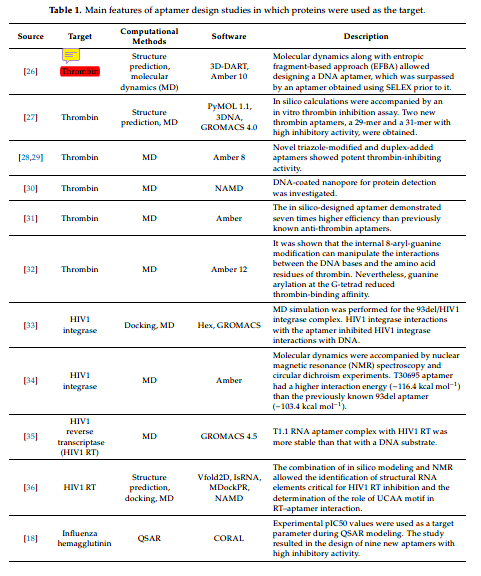 Table 1. Main features of aptamer design studies in which proteins were used as the target.
Source Target Computational Methods Software Description
[26] Thrombin Structure prediction, molecular dynamics (MD) 3D-DART, Amber 10 Molecular dynamics along with entropic
fragment-based approach (EFBA) allowed
designing a DNA aptamer, which was surpassed
by an aptamer obtained using SELEX prior to it.
[27] Thrombin Structure prediction, MD PyMOL 1.1, 3DNA, GROMACS 4.0 In silico calculations were accompanied by an
in vitro thrombin inhibition assay. Two new
thrombin aptamers, a 29-mer and a 31-mer with
high inhibitory activity, were obtained.
[28,29] Thrombin MD Amber 8 Novel triazole-modified and duplex-added
aptamers showed potent thrombin-inhibiting
activity.
[30] Thrombin MD NAMD DNA-coated nanopore for protein detection
was investigated.
[31] Thrombin MD Amber The in silico-designed aptamer demonstrated
seven times higher efficiency than previously
known anti-thrombin aptamers.
[32] Thrombin MD Amber 12 It was shown that the internal 8-aryl-guanine
modification can manipulate the interactions
between the DNA bases and the amino acid
residues of thrombin. Nevertheless, guanine
arylation at the G-tetrad reduced
thrombin-binding affinity.
[33] HIV1 integrase Docking, MD Hex, GROMACS MD simulation was performed for the 93del/HIV1
integrase complex. HIV1 integrase interactions
with the aptamer inhibited HIV1 integrase
interactions with DNA.
[34] HIV1 integrase MD Amber Molecular dynamics were accompanied by nuclear
magnetic resonance (NMR) spectroscopy and
circular dichroism experiments. T30695 aptamer
had a higher interaction energy (−116.4 kcal mol⁻¹)
than the previously known 93del aptamer
(−103.4 kcal mol⁻¹).
[35] HIV1 reverse transcriptase (HIV1 RT) MD GROMACS 4.5 T1.1 RNA aptamer complex with HIV1 RT was
more stable than that with a DNA substrate.
[36] HIV1 RT Structure prediction, docking, MD Vfold2D, IsRNA, MDockPR, NAMD The combination of in silico modeling and NMR
allowed the identification of structural RNA
elements critical for HIV1 RT inhibition and the
determination of the role of UCAA motif in
RT–aptamer interaction.
[18] Influenza hemagglutinin QSAR CORAL Experimental pIC50 values were used as a target
parameter during QSAR modeling. The study
resulted in the design of nine new aptamers with
high inhibitory activity.